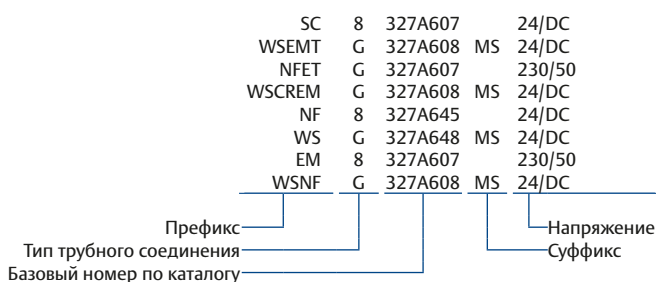 SC 8 327A607 24/DC
WSEMT G 327A608 MS 24/DC
NFET G 327A607 230/50
WSCREM G 327A608 MS 24/DC
NF 8 327A645 24/DC
WS G 327A648 MS 24/DC
EM 8 327A607 230/50
WSNF G 327A608 MS 24/DC
Префикс Напряжение
Тип трубного соединения Суффикс
Базовый номер по каталогу